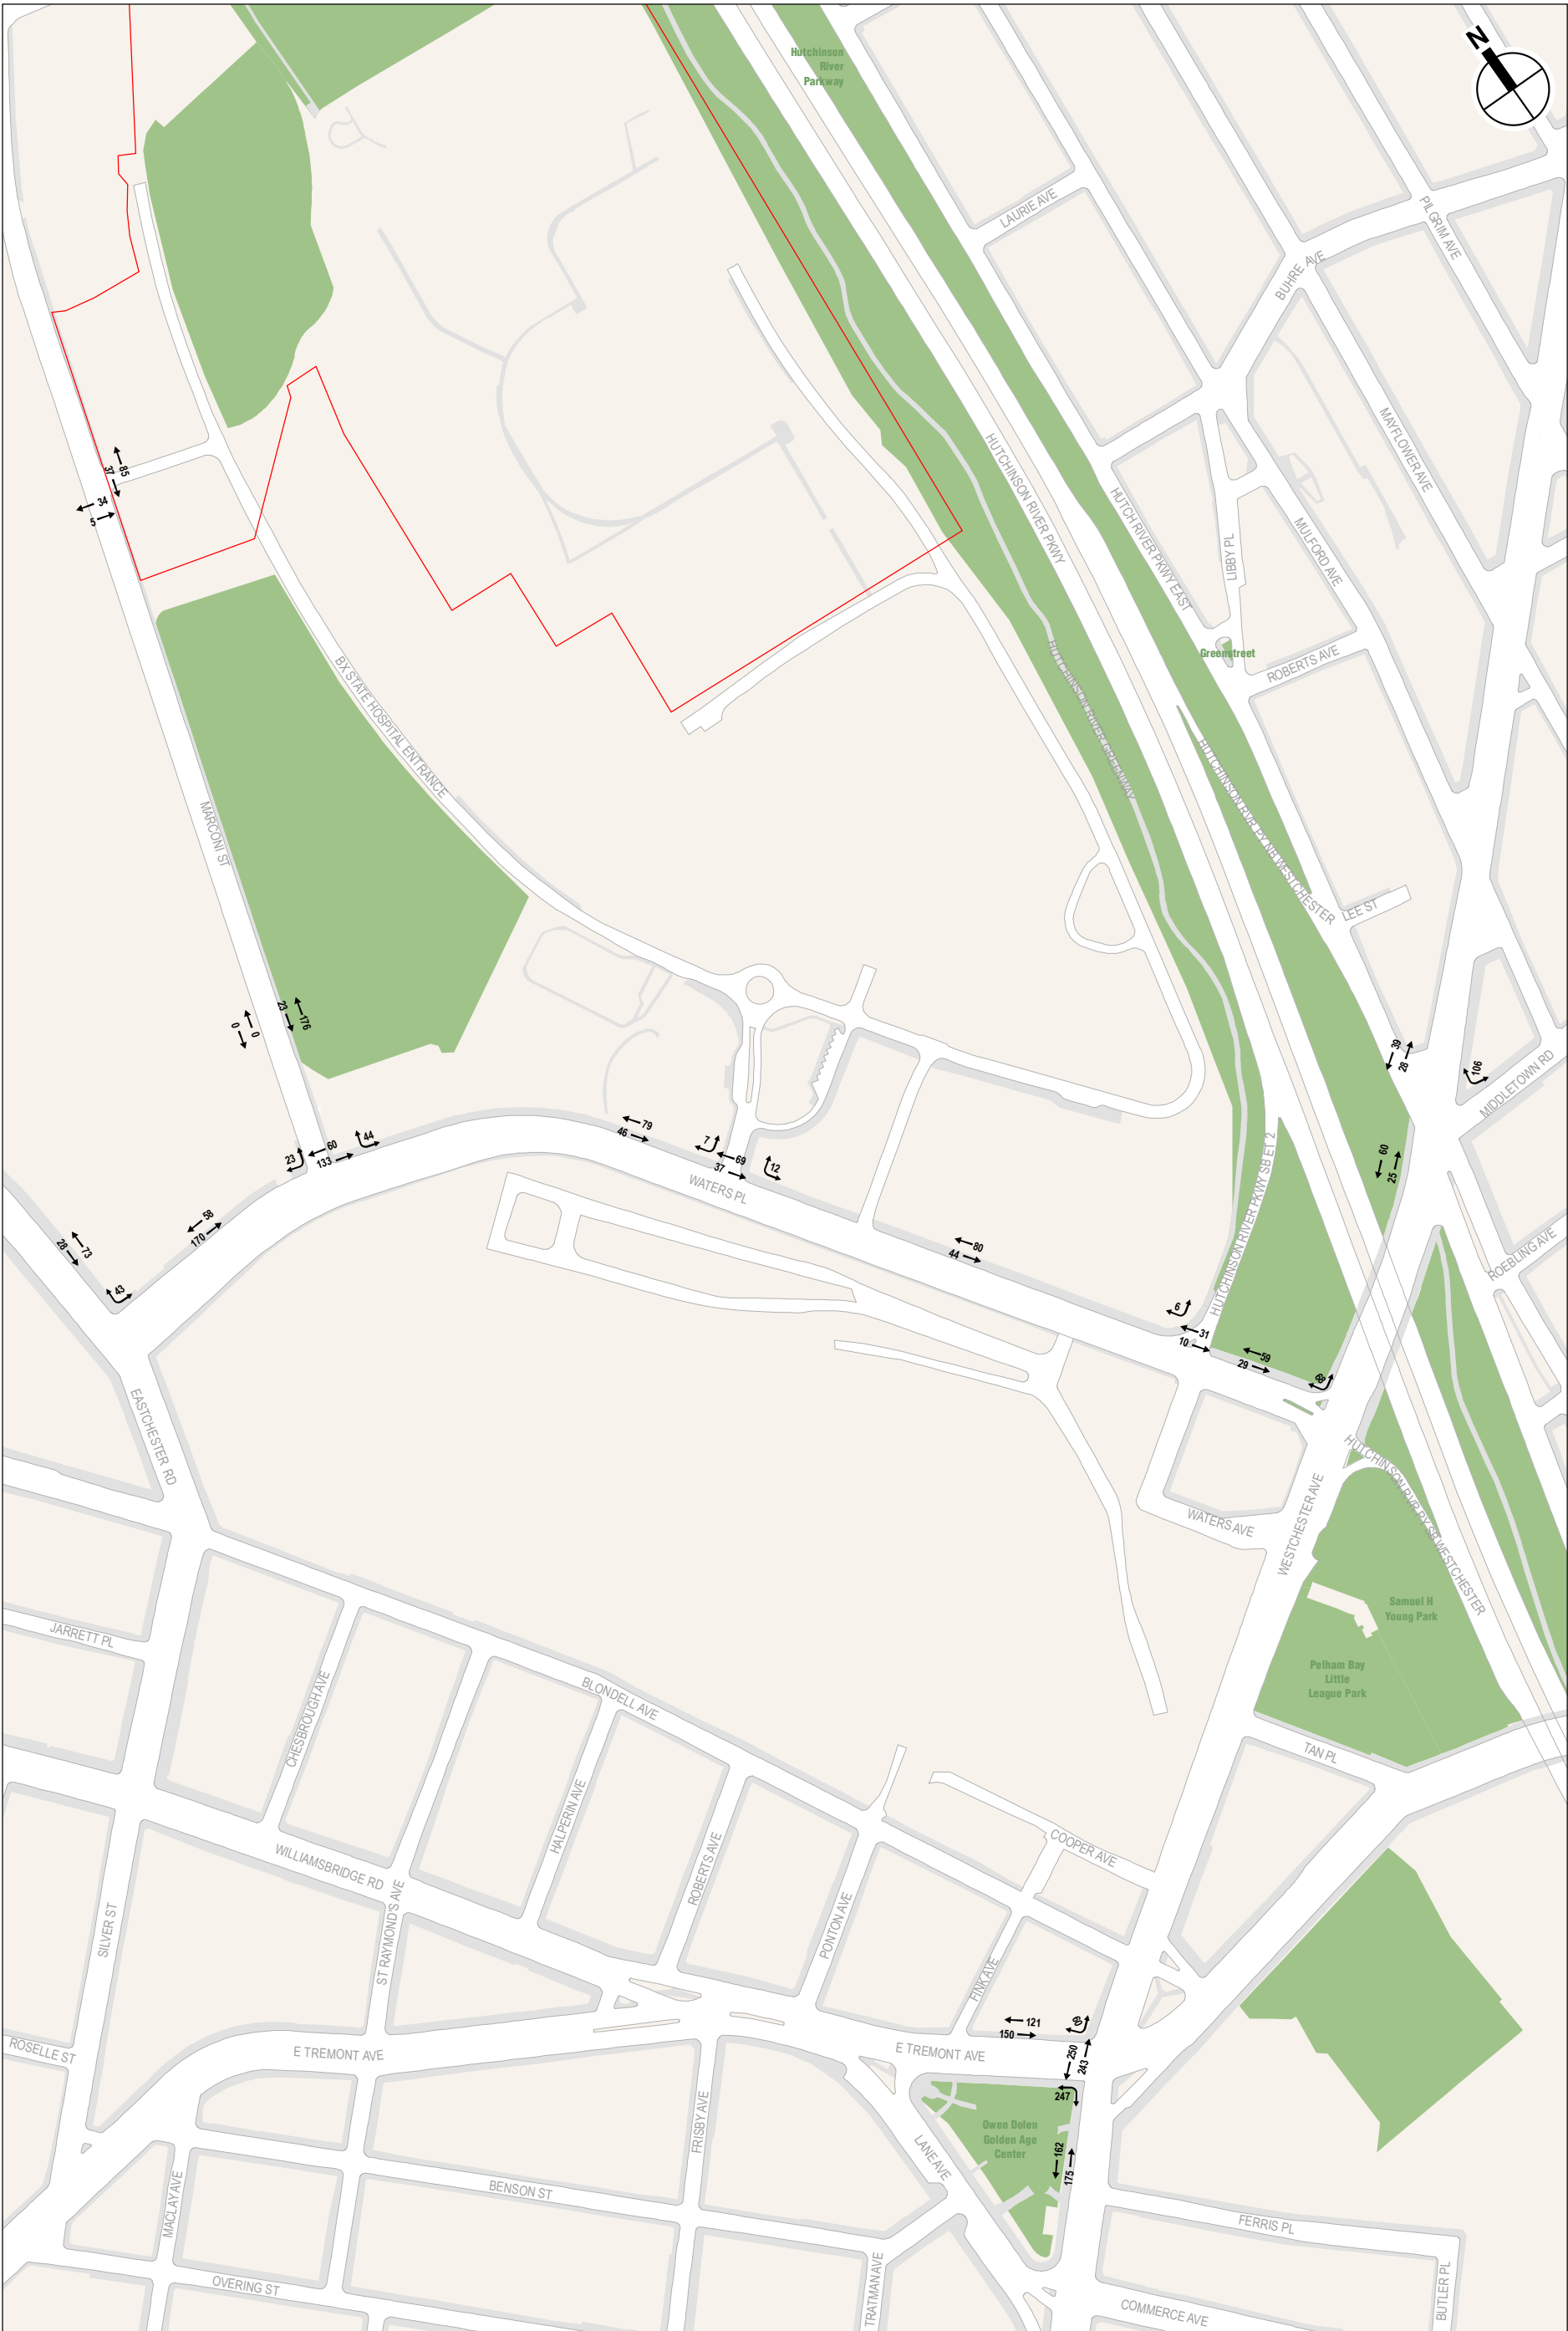 N
Hutchinson
River
Parkway
LAURIE AVE
PILGRIM AVE
BUHRE AVE
MAYFLOWER AVE
HUTCHINSON RIVER PKWY
HUTCH RIVER PKWY EAST
LIBBY PL
MULFORD AVE
85
37
34
5
Greenstreet
ROBERTS AVE
HUTCHINSON RIVER GREENWAY
BX STATE HOSPITAL ENTRANCE
HUTCHINSON RVR PY NB WESTCHESTER
MARCONI ST
LEE ST
23
176
0
0
39
28
106
MIDDLETOWN RD
79
46
7
69
37
12
WATERS PL
44
60
133
23
60
25
HUTCHINSON RIVER PKWY SB ET 2
58
170
73
28
43
80
44
ROEBLING AVE
6
31
10
59
29
68
EASTCHESTER RD
HUTCHINSON RVR PY SB WESTCHESTER
WATERS AVE
WESTCHESTER AVE
Samuel H
Young Park
JARRETT PL
Pelham Bay
Little
League Park
CHESBROUGH AVE
BLONDELL AVE
TAN PL
HALPERIN AVE
COOPER AVE
WILLIAMSBRIDGE RD
ROBERTS AVE
SILVER ST
ST RAYMOND'S AVE
PONTON AVE
FINK AVE
121
150
ROSELLE ST
E TREMONT AVE
E TREMONT AVE
250
243
247
Owen Dolen
Golden Age
Center
FRISBY AVE
LANE AVE
162
175
MACLAY AVE
BENSON ST
FERRIS PL
OVERING ST
TRATMAN AVE
COMMERCE AVE
BUTLER PL